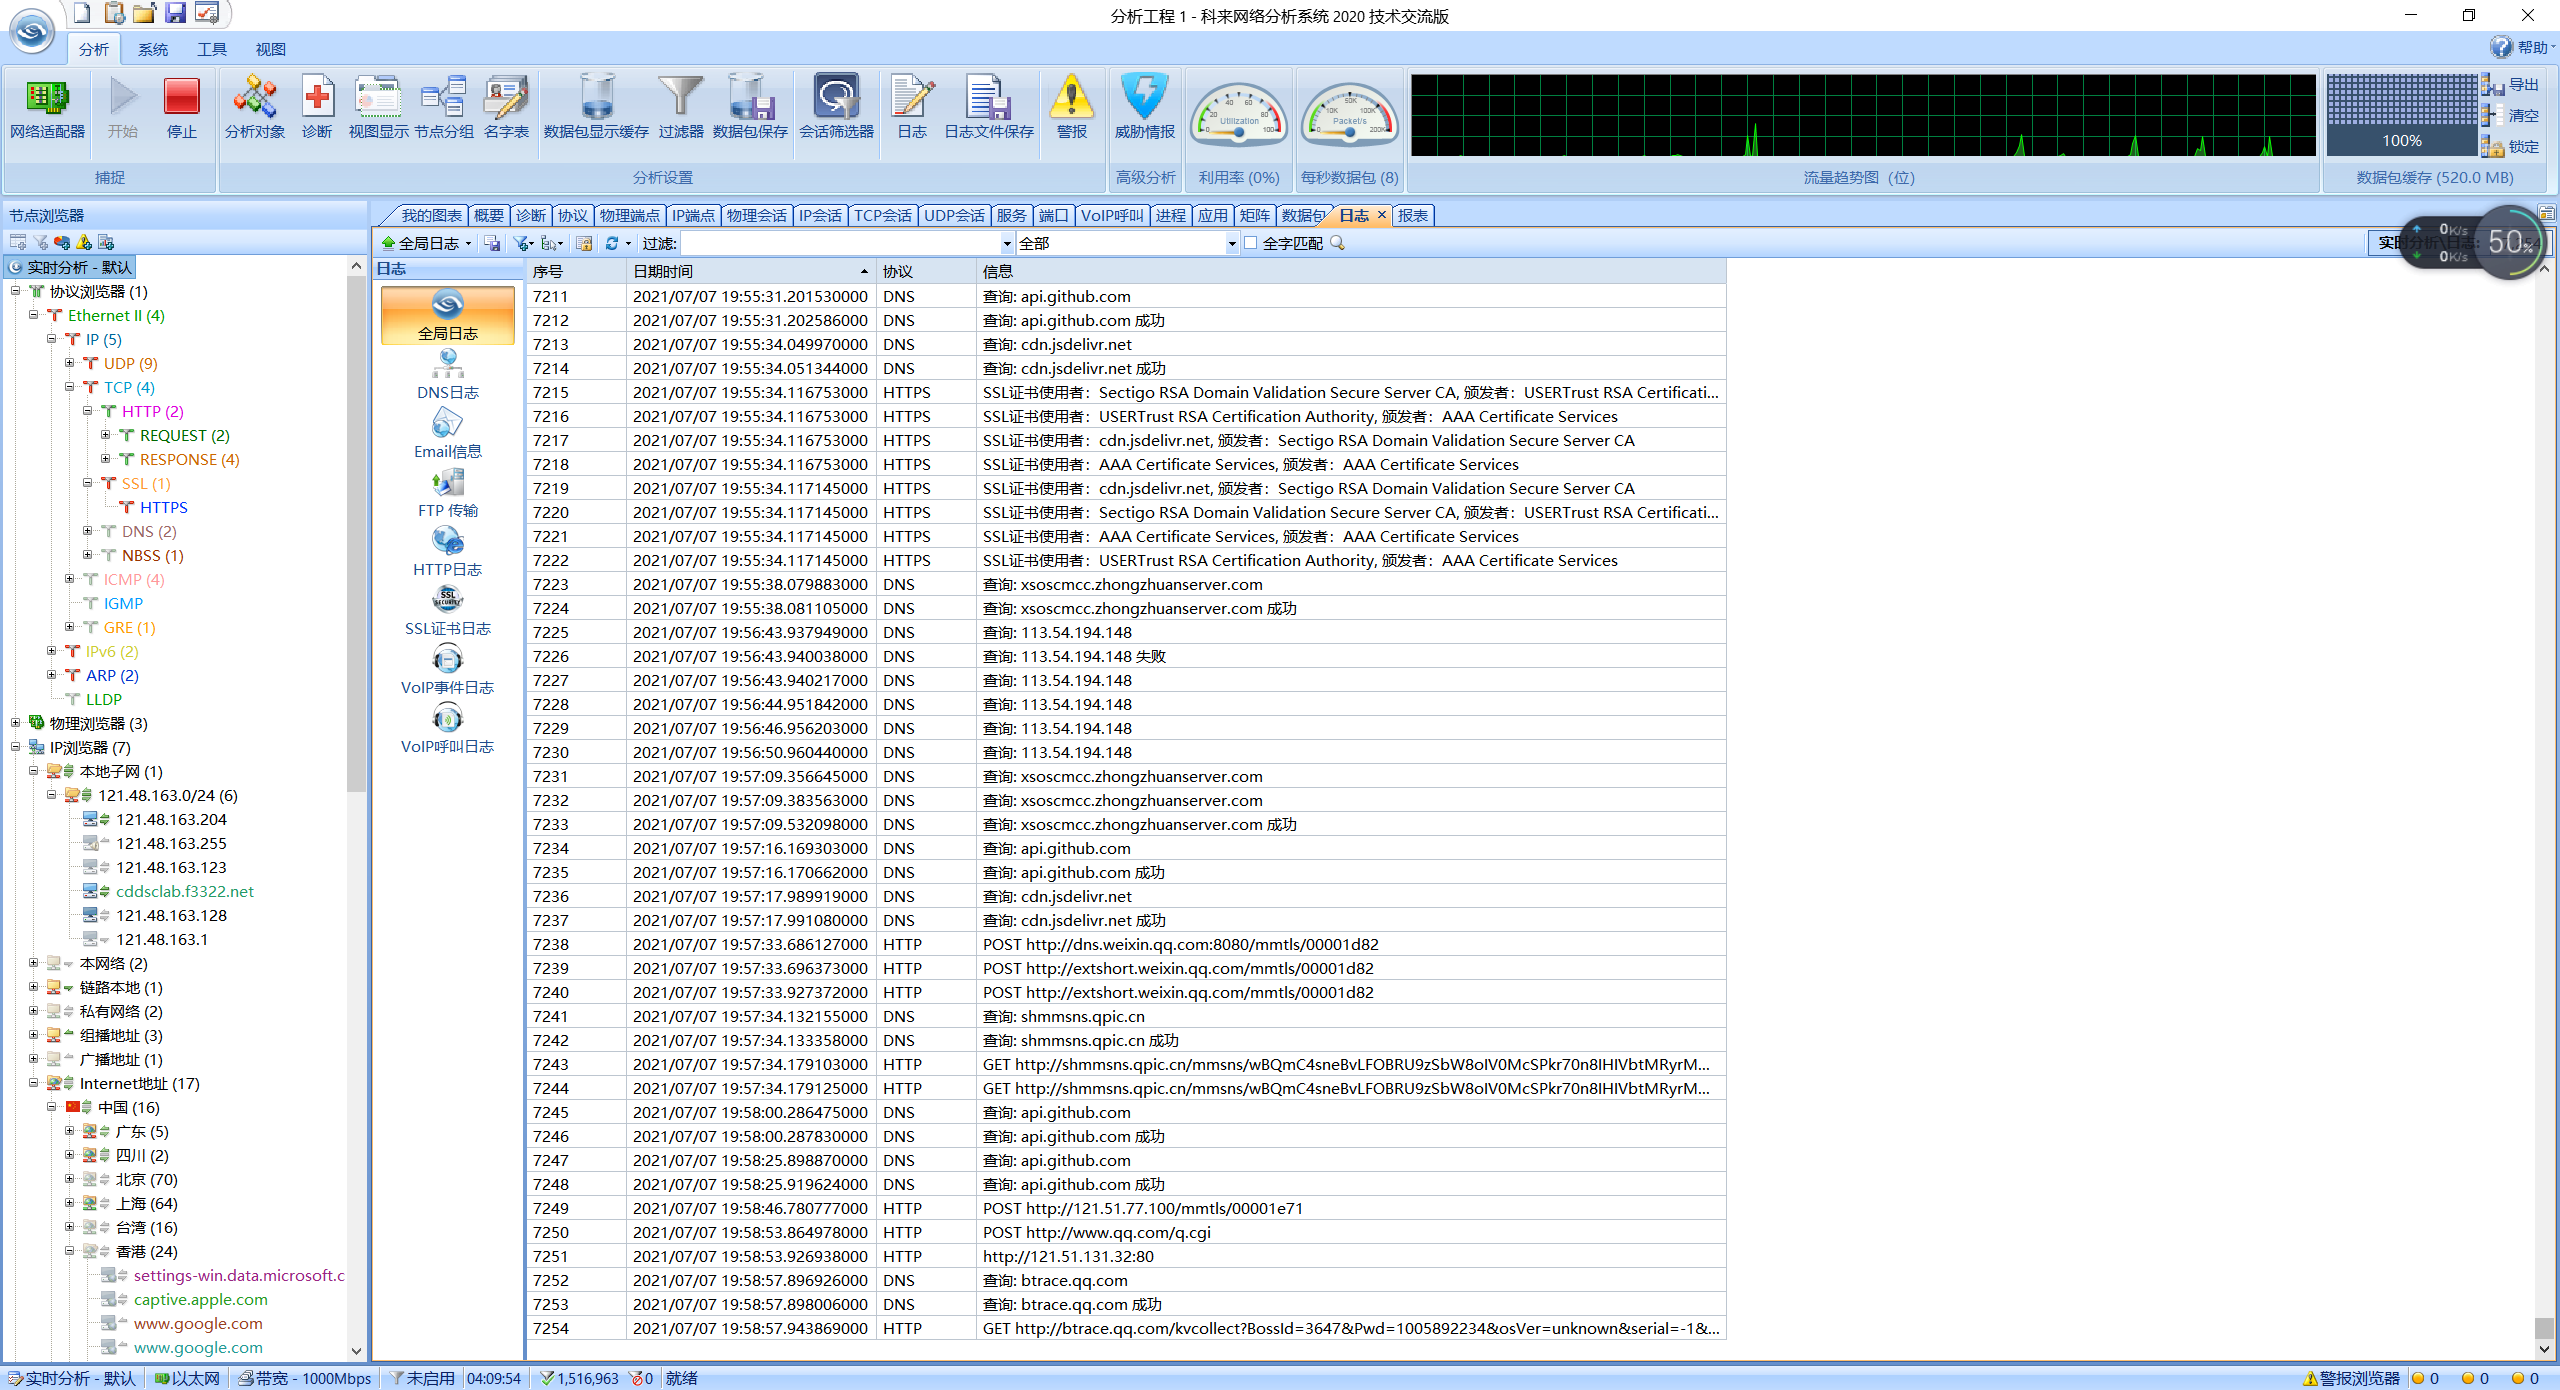 分析工程 1 - 科来网络分析系统 2020 技术交流版
分析 系统 工具 视图 帮助
网络适配器 开始 停止 分析对象 诊断 视图显示 节点分组 名字表 数据包显示缓存 过滤器 数据包保存 会话筛选器 日志 日志文件保存 警报 威胁情报
捕捉 分析设置 高级分析 利用率 (0%) 每秒数据包 (8) 流量趋势图（位） 数据包缓存 (520.0 MB)
Utilization
Packet/s
100%
导出
清空
锁定
节点浏览器
我的图表 概要 诊断 协议 物理端点 IP端点 物理会话 IP会话 TCP会话 UDP会话 服务 端口 VoIP呼叫 进程 应用 矩阵 数据包 日志 报表
全局日志 过滤: 全部 全字匹配
0K/s
0K/s
50%
实时分析 - 默认
协议浏览器 (1)
Ethernet II (4)
IP (5)
UDP (9)
TCP (4)
HTTP (2)
REQUEST (2)
RESPONSE (4)
SSL (1)
HTTPS
DNS (2)
NBSS (1)
ICMP (4)
IGMP
GRE (1)
IPv6 (2)
ARP (2)
LLDP
物理浏览器 (3)
IP浏览器 (7)
本地子网 (1)
121.48.163.0/24 (6)
121.48.163.204
121.48.163.255
121.48.163.123
cddsclab.f3322.net
121.48.163.128
121.48.163.1
本网络 (2)
链路本地 (1)
私有网络 (2)
组播地址 (3)
广播地址 (1)
Internet地址 (17)
中国 (16)
广东 (5)
四川 (2)
北京 (70)
上海 (64)
台湾 (16)
香港 (24)
settings-win.data.microsoft.c
captive.apple.com
www.google.com
www.google.com
日志
全局日志
DNS日志
Email信息
FTP 传输
HTTP日志
SSL证书日志
VoIP事件日志
VoIP呼叫日志
序号 日期时间 协议 信息
7211 2021/07/07 19:55:31.201530000 DNS 查询: api.github.com
7212 2021/07/07 19:55:31.202586000 DNS 查询: api.github.com 成功
7213 2021/07/07 19:55:34.049970000 DNS 查询: cdn.jsdelivr.net
7214 2021/07/07 19:55:34.051344000 DNS 查询: cdn.jsdelivr.net 成功
7215 2021/07/07 19:55:34.116753000 HTTPS SSL证书使用者：Sectigo RSA Domain Validation Secure Server CA, 颁发者：USERTrust RSA Certificati...
7216 2021/07/07 19:55:34.116753000 HTTPS SSL证书使用者：USERTrust RSA Certification Authority, 颁发者：AAA Certificate Services
7217 2021/07/07 19:55:34.116753000 HTTPS SSL证书使用者：cdn.jsdelivr.net, 颁发者：Sectigo RSA Domain Validation Secure Server CA
7218 2021/07/07 19:55:34.116753000 HTTPS SSL证书使用者：AAA Certificate Services, 颁发者：AAA Certificate Services
7219 2021/07/07 19:55:34.117145000 HTTPS SSL证书使用者：cdn.jsdelivr.net, 颁发者：Sectigo RSA Domain Validation Secure Server CA
7220 2021/07/07 19:55:34.117145000 HTTPS SSL证书使用者：Sectigo RSA Domain Validation Secure Server CA, 颁发者：USERTrust RSA Certificati...
7221 2021/07/07 19:55:34.117145000 HTTPS SSL证书使用者：AAA Certificate Services, 颁发者：AAA Certificate Services
7222 2021/07/07 19:55:34.117145000 HTTPS SSL证书使用者：USERTrust RSA Certification Authority, 颁发者：AAA Certificate Services
7223 2021/07/07 19:55:38.079883000 DNS 查询: xsoscmcc.zhongzhuanserver.com
7224 2021/07/07 19:55:38.081105000 DNS 查询: xsoscmcc.zhongzhuanserver.com 成功
7225 2021/07/07 19:56:43.937949000 DNS 查询: 113.54.194.148
7226 2021/07/07 19:56:43.940038000 DNS 查询: 113.54.194.148 失败
7227 2021/07/07 19:56:43.940217000 DNS 查询: 113.54.194.148
7228 2021/07/07 19:56:44.951842000 DNS 查询: 113.54.194.148
7229 2021/07/07 19:56:46.956203000 DNS 查询: 113.54.194.148
7230 2021/07/07 19:56:50.960440000 DNS 查询: 113.54.194.148
7231 2021/07/07 19:57:09.356645000 DNS 查询: xsoscmcc.zhongzhuanserver.com
7232 2021/07/07 19:57:09.383563000 DNS 查询: xsoscmcc.zhongzhuanserver.com
7233 2021/07/07 19:57:09.532098000 DNS 查询: xsoscmcc.zhongzhuanserver.com 成功
7234 2021/07/07 19:57:16.169303000 DNS 查询: api.github.com
7235 2021/07/07 19:57:16.170662000 DNS 查询: api.github.com 成功
7236 2021/07/07 19:57:17.989919000 DNS 查询: cdn.jsdelivr.net
7237 2021/07/07 19:57:17.991080000 DNS 查询: cdn.jsdelivr.net 成功
7238 2021/07/07 19:57:33.686127000 HTTP POST http://dns.weixin.qq.com:8080/mmtls/00001d82
7239 2021/07/07 19:57:33.696373000 HTTP POST http://extshort.weixin.qq.com/mmtls/00001d82
7240 2021/07/07 19:57:33.927372000 HTTP POST http://extshort.weixin.qq.com/mmtls/00001d82
7241 2021/07/07 19:57:34.132155000 DNS 查询: shmmsns.qpic.cn
7242 2021/07/07 19:57:34.133358000 DNS 查询: shmmsns.qpic.cn 成功
7243 2021/07/07 19:57:34.179103000 HTTP GET http://shmmsns.qpic.cn/mmsns/wBQmC4sneBvLFOBRU9zSbW8oIV0McSPkr70n8IHIVbtMRyrM...
7244 2021/07/07 19:57:34.179125000 HTTP GET http://shmmsns.qpic.cn/mmsns/wBQmC4sneBvLFOBRU9zSbW8oIV0McSPkr70n8IHIVbtMRyrM...
7245 2021/07/07 19:58:00.286475000 DNS 查询: api.github.com
7246 2021/07/07 19:58:00.287830000 DNS 查询: api.github.com 成功
7247 2021/07/07 19:58:25.898870000 DNS 查询: api.github.com
7248 2021/07/07 19:58:25.919624000 DNS 查询: api.github.com 成功
7249 2021/07/07 19:58:46.780777000 HTTP POST http://121.51.77.100/mmtls/00001e71
7250 2021/07/07 19:58:53.864978000 HTTP POST http://www.qq.com/q.cgi
7251 2021/07/07 19:58:53.926938000 HTTP http://121.51.131.32:80
7252 2021/07/07 19:58:57.896926000 DNS 查询: btrace.qq.com
7253 2021/07/07 19:58:57.898006000 DNS 查询: btrace.qq.com 成功
7254 2021/07/07 19:58:57.943869000 HTTP GET http://btrace.qq.com/kvcollect?BossId=3647&Pwd=1005892234&osVer=unknown&serial=-1&...
实时分析 - 默认 以太网 带宽 - 1000Mbps 未启用 04:09:54 1,516,963 0 就绪 警报浏览器 0 0 0